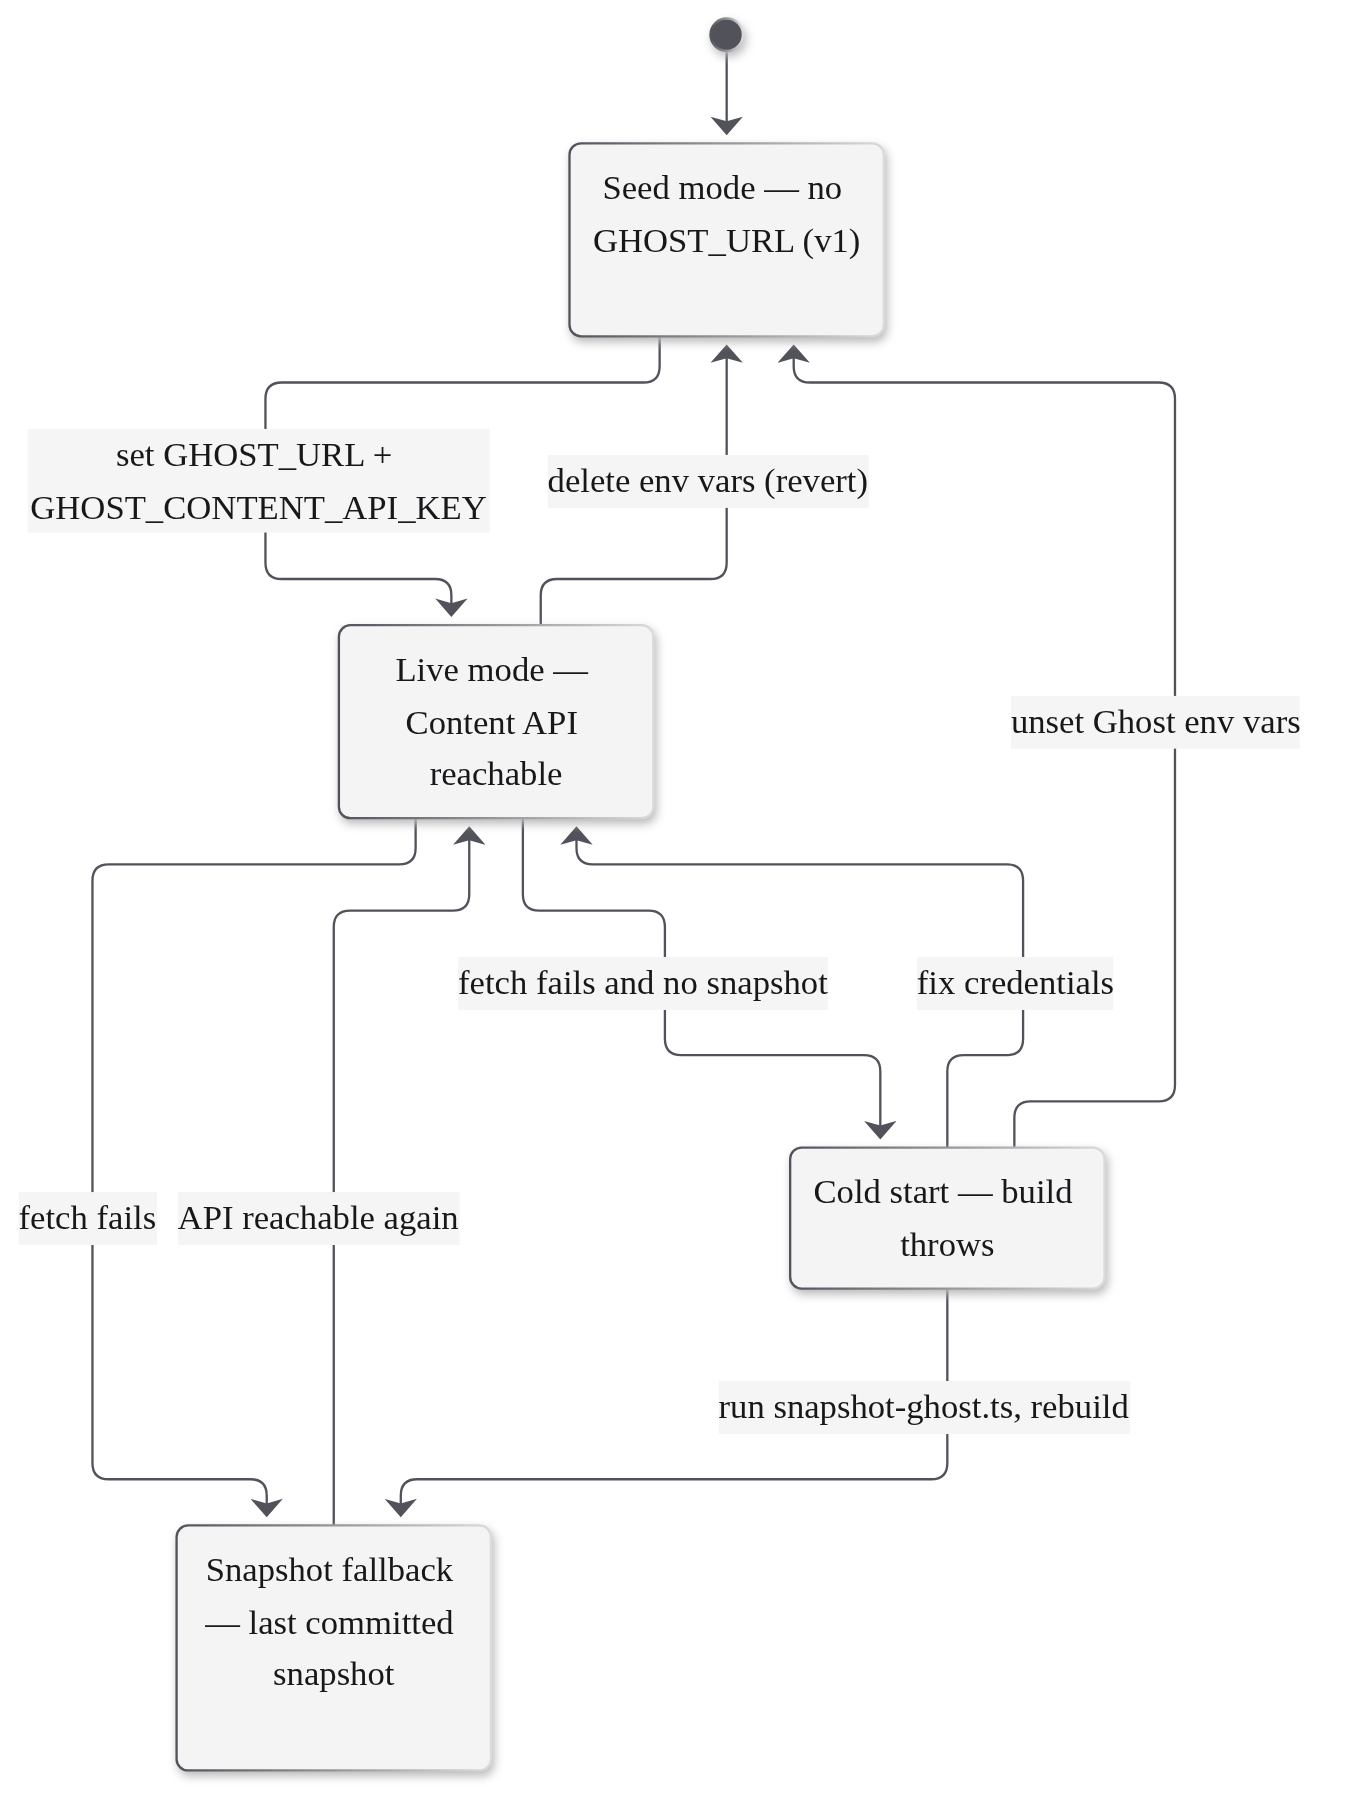 Seed mode — no
GHOST_URL (v1)
set GHOST_URL +
GHOST_CONTENT_API_KEY
delete env vars (revert)
Live mode —
Content API
reachable
unset Ghost env vars
fetch fails and no snapshot
fix credentials
Cold start — build
throws
fetch fails
API reachable again
run snapshot-ghost.ts, rebuild
Snapshot fallback
— last committed
snapshot